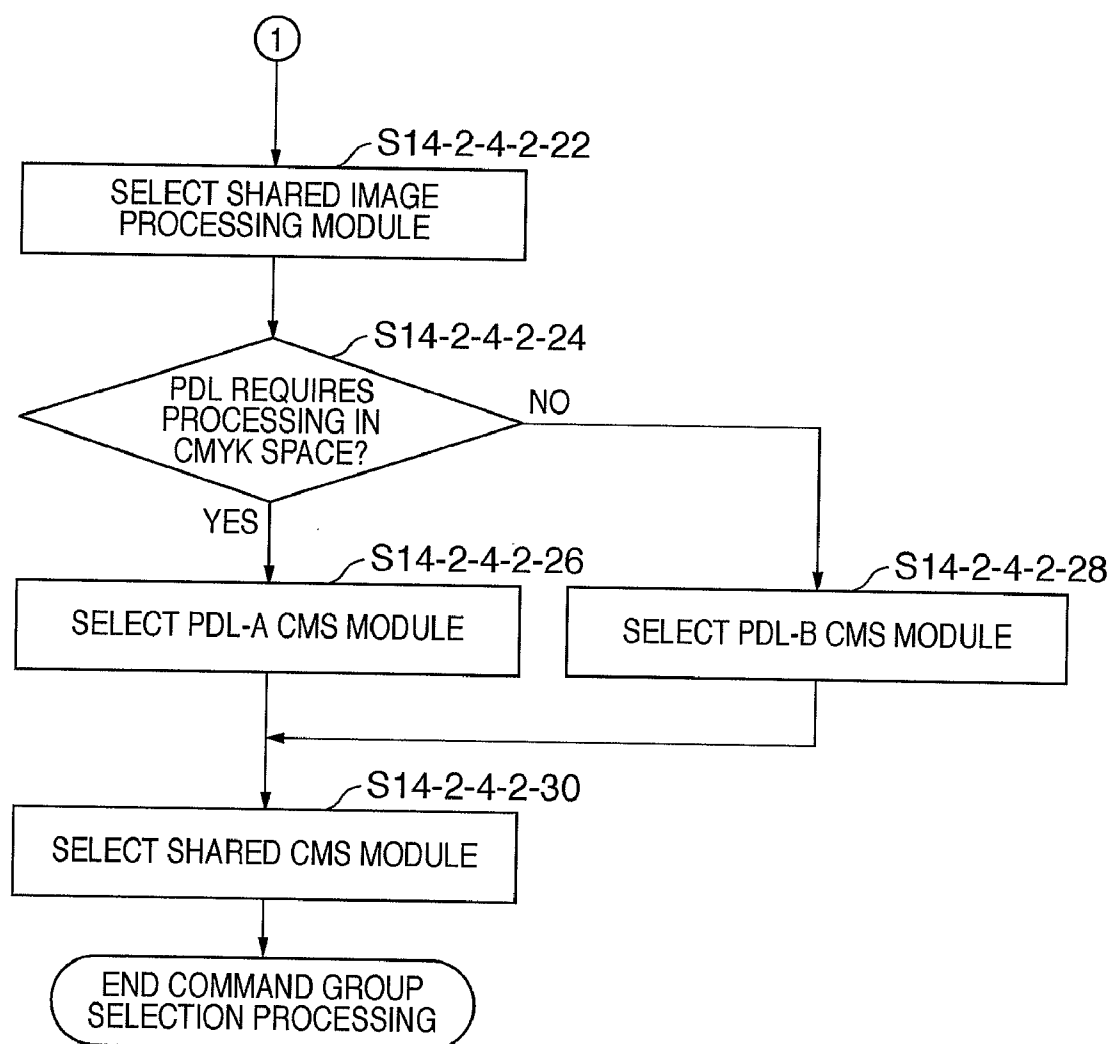 1
S14-2-4-2-22
SELECT SHARED IMAGE
PROCESSING MODULE
S14-2-4-2-24
PDL REQUIRES
PROCESSING IN
CMYK SPACE?
NO
YES
S14-2-4-2-26
SELECT PDL-A CMS MODULE
S14-2-4-2-28
SELECT PDL-B CMS MODULE
S14-2-4-2-30
SELECT SHARED CMS MODULE
END COMMAND GROUP
SELECTION PROCESSING